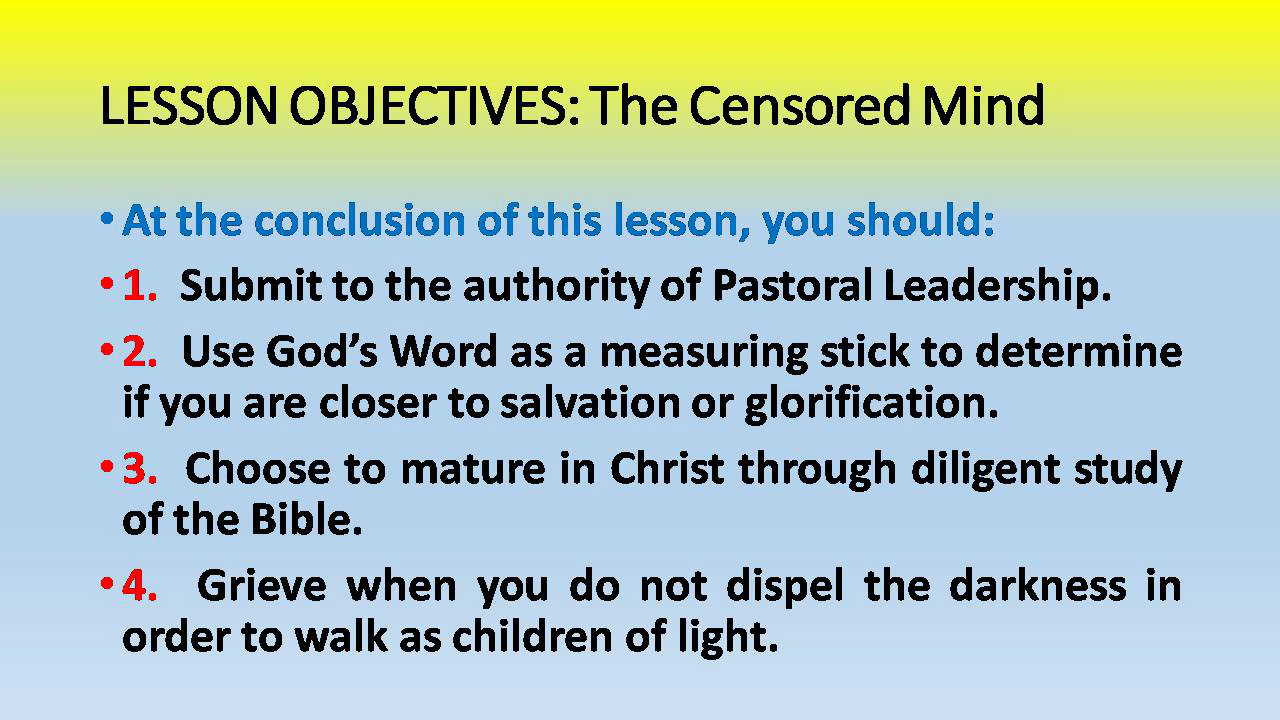 LESSON OBJECTIVES: The Censored Mind
• At the conclusion of this lesson, you should:
• 1. Submit to the authority of Pastoral Leadership.
• 2. Use God’s Word as a measuring stick to determine
if you are closer to salvation or glorification.
• 3. Choose to mature in Christ through diligent study
of the Bible.
• 4. Grieve when you do not dispel the darkness in
order to walk as children of light.